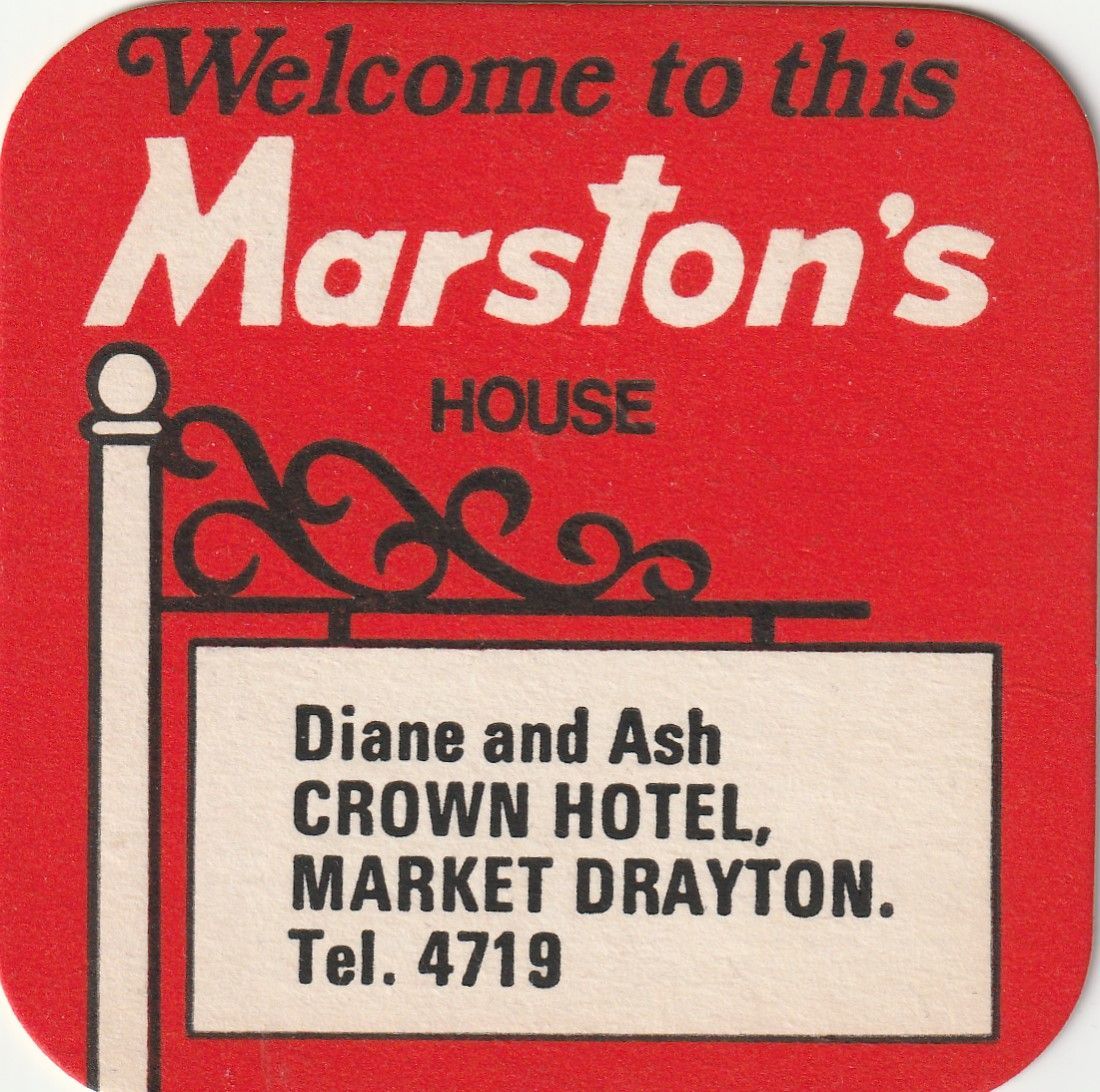 Welcome to this
Marston's
HOUSE
Diane and Ash
CROWN HOTEL,
MARKET DRAYTON.
Tel. 4719